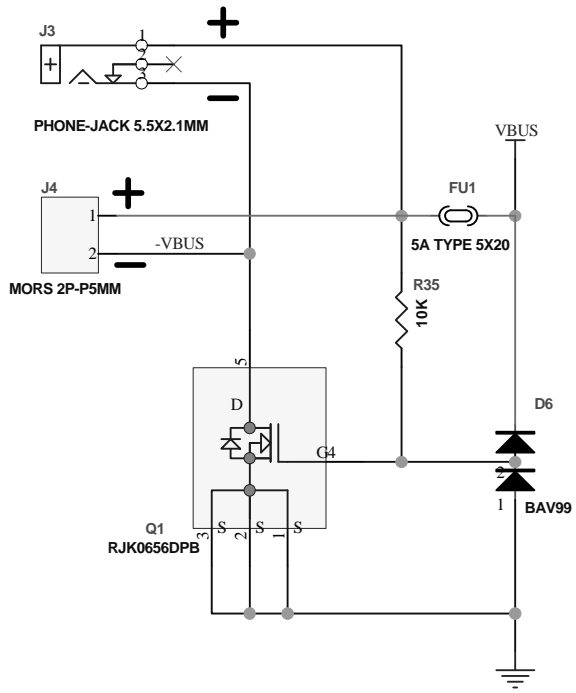 J3
1
2
3
+
PHONE-JACK 5.5X2.1MM
VBUS
J4
1
2
-VBUS
FU1
5A TYPE 5X20
MORS 2P-P5MM
R35
10K
5
D
G4
D6
2
1
BAV99
Q1
RJK0656DPB
3
S
2
S
1
S